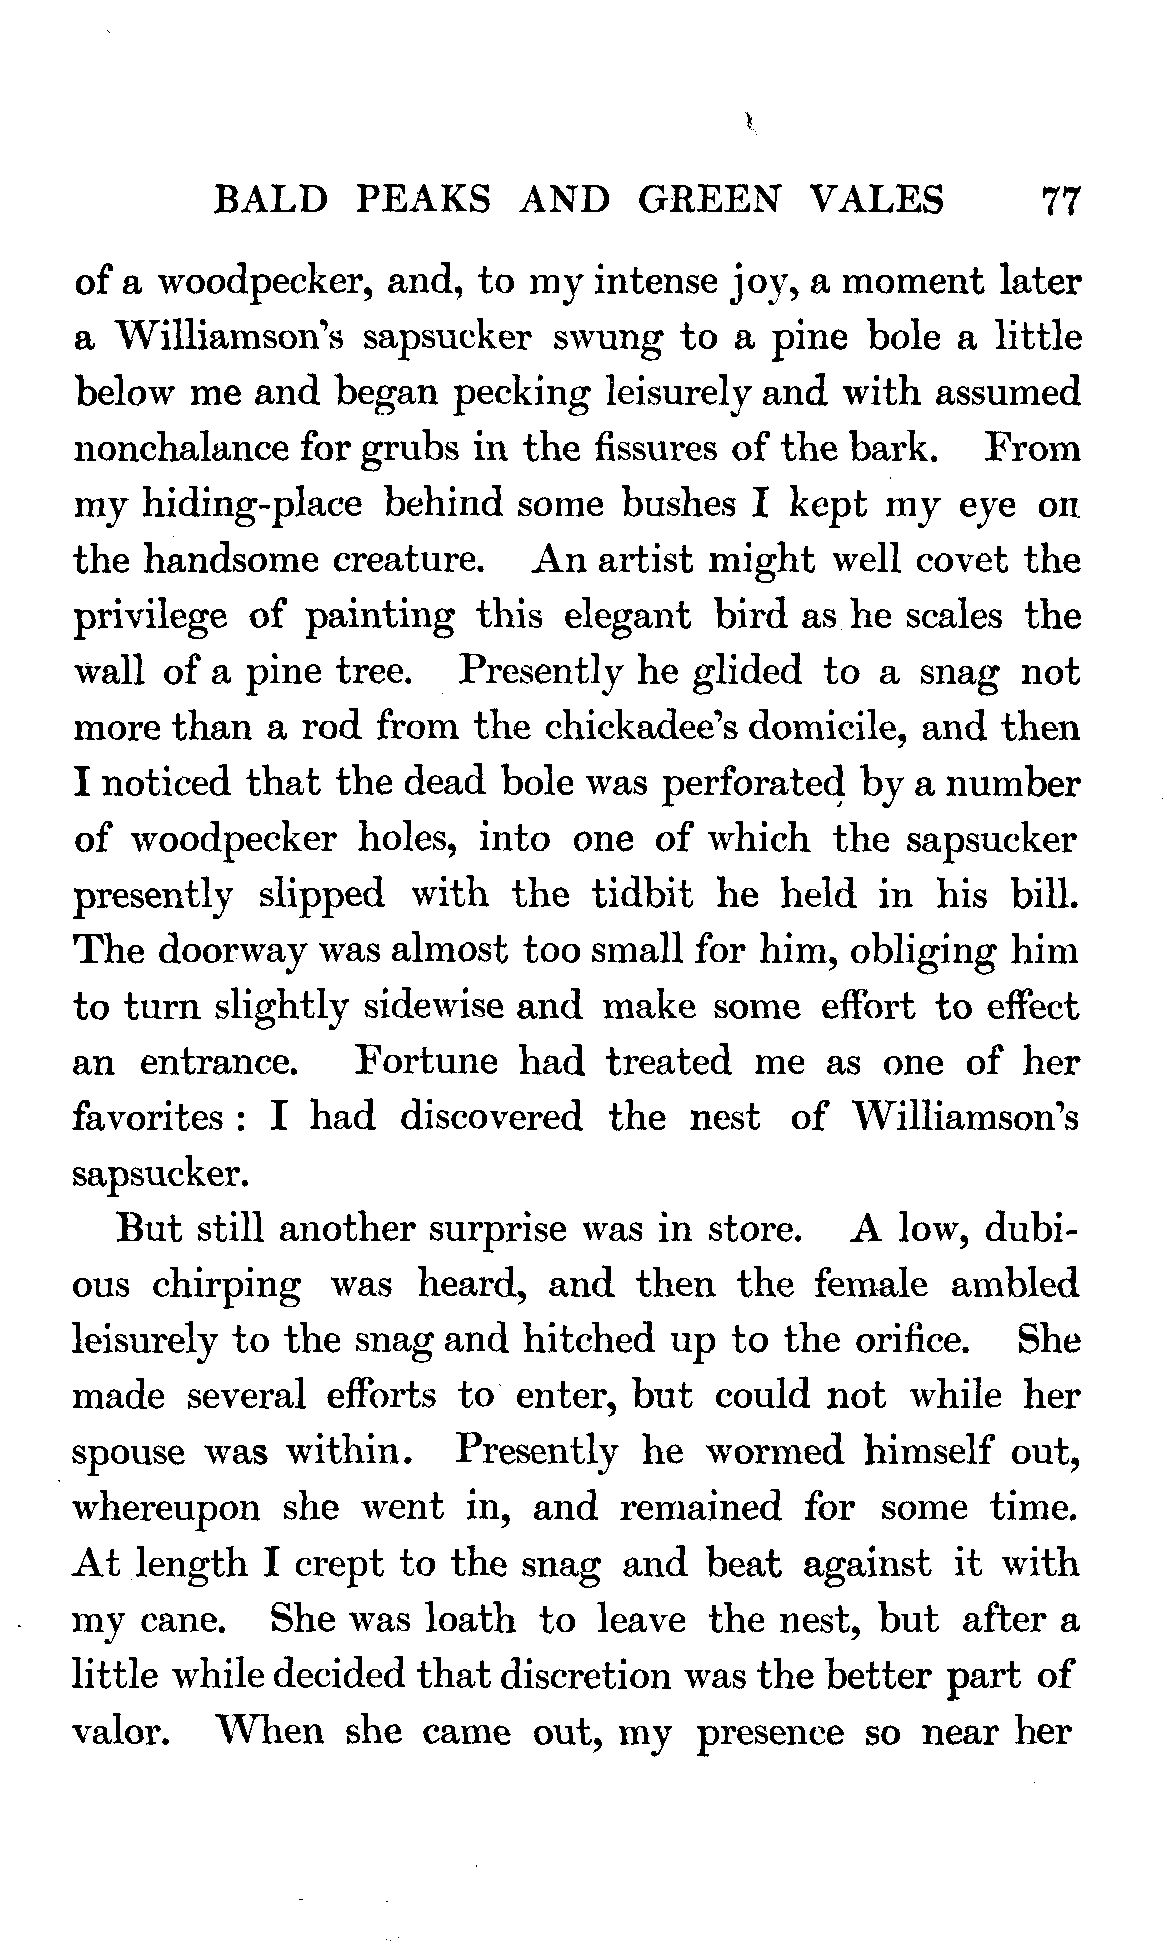 BALD PEAKS AND GREEN VALES 77
of a woodpecker, and, to my intense joy, a moment later
a Williamson's sapsucker swung to a pine bole a little
below me and began pecking leisurely and with assumed
nonchalance for grubs in the fissures of the bark. From
my hiding-place behind some bushes I kept my eye on
the handsome creature. An artist might well covet the
privilege of painting this elegant bird as he scales the
wall of a pine tree. Presently he glided to a snag not
more than a rod from the chickadee's domicile, and then
I noticed that the dead bole was perforated by a number
of woodpecker holes, into one of which the sapsucker
presently slipped with the tidbit he held in his bill.
The doorway was almost too small for him, obliging him
to turn slightly sidewise and make some effort to effect
an entrance. Fortune had treated me as one of her
favorites : I had discovered the nest of Williamson's
sapsucker.
But still another surprise was in store. A low, dubi-
ous chirping was heard, and then the female ambled
leisurely to the snag and hitched up to the orifice. She
made several efforts to enter, but could not while her
spouse was within. Presently he wormed himself out,
whereupon she went in, and remained for some time.
At length I crept to the snag and beat against it with
my cane. She was loath to leave the nest, but after a
little while decided that discretion was the better part of
valor. When she came out, my presence so near her